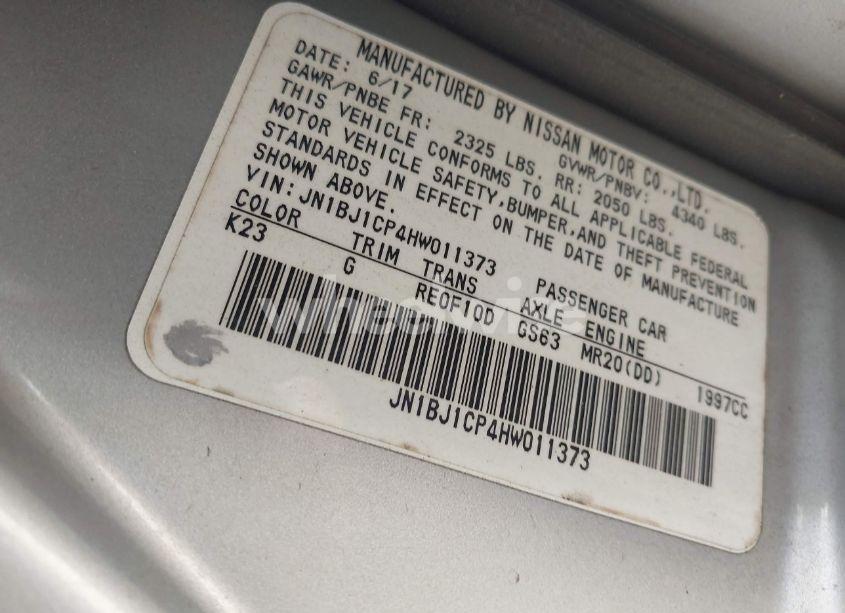 MANUFACTURED BY NISSAN MOTOR CO.,LTD.
DATE: 6/17 GVWR/PNBV: 4340 LBS.
GAWR/PNBE FR: 2325 LBS. RR: 2050 LBS.
THIS VEHICLE CONFORMS TO ALL APPLICABLE FEDERAL
MOTOR VEHICLE SAFETY,BUMPER,AND THEFT PREVENTION
STANDARDS IN EFFECT ON THE DATE OF MANUFACTURE
SHOWN ABOVE.
VIN:JN1BJ1CP4HW011373 PASSENGER CAR
COLOR TRIM TRANS AXLE ENGINE
K23 G RE0F10D GS63 MR20(DD) 1997CC
wheelwire
JN1BJ1CP4HW011373